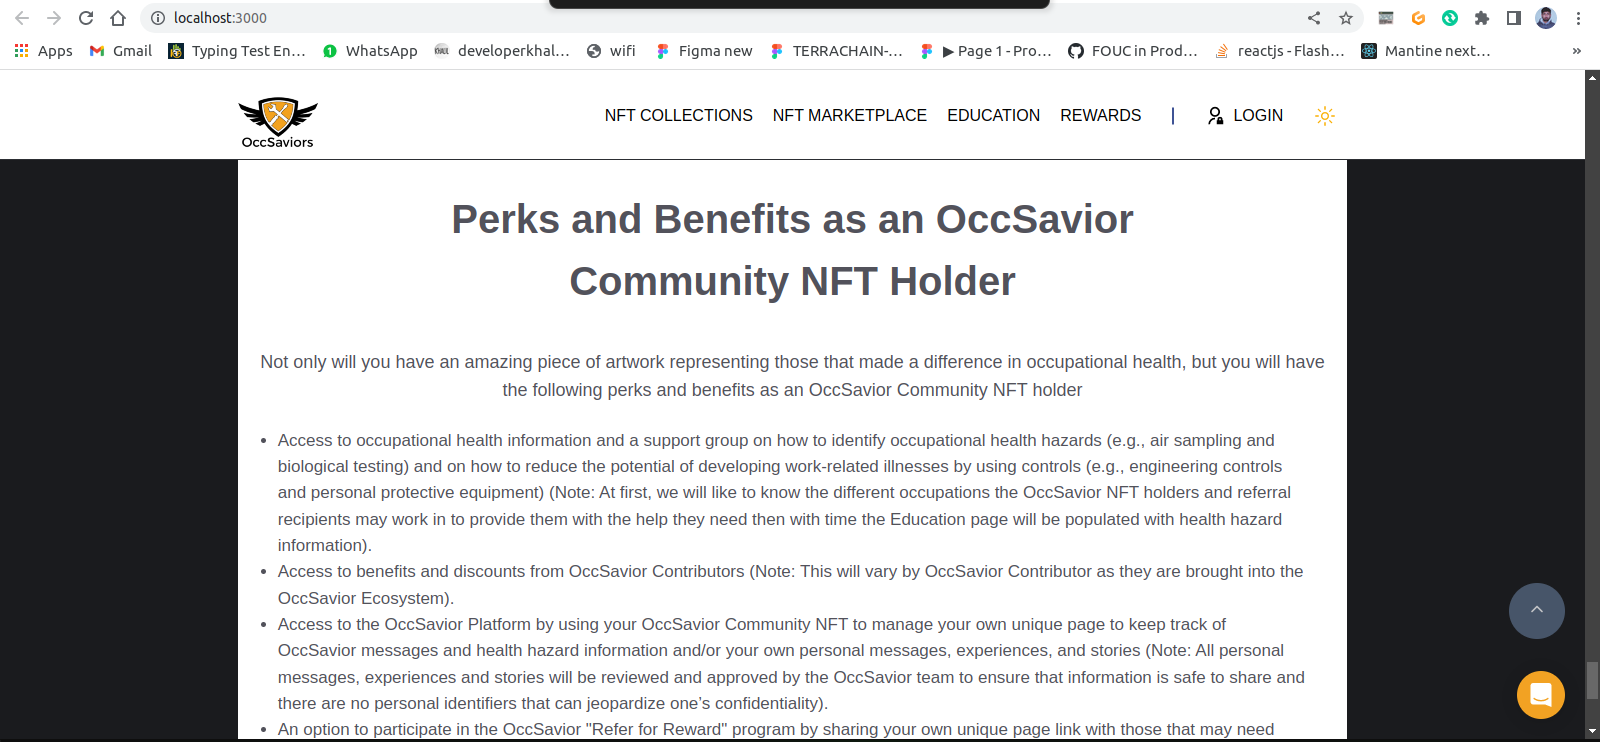 localhost:3000
Apps
Gmail
Typing Test En...
WhatsApp
developerkhal...
wifi
Figma new
TERRACHAIN-...
▶ Page 1 - Pro...
FOUC in Prod...
reactjs - Flash...
Mantine next...
»
OccSaviors
NFT COLLECTIONS
NFT MARKETPLACE
EDUCATION
REWARDS
|
LOGIN
Perks and Benefits as an OccSavior
Community NFT Holder
Not only will you have an amazing piece of artwork representing those that made a difference in occupational health, but you will have
the following perks and benefits as an OccSavior Community NFT holder
• Access to occupational health information and a support group on how to identify occupational health hazards (e.g., air sampling and
biological testing) and on how to reduce the potential of developing work-related illnesses by using controls (e.g., engineering controls
and personal protective equipment) (Note: At first, we will like to know the different occupations the OccSavior NFT holders and referral
recipients may work in to provide them with the help they need then with time the Education page will be populated with health hazard
information).
• Access to benefits and discounts from OccSavior Contributors (Note: This will vary by OccSavior Contributor as they are brought into the
OccSavior Ecosystem).
• Access to the OccSavior Platform by using your OccSavior Community NFT to manage your own unique page to keep track of
OccSavior messages and health hazard information and/or your own personal messages, experiences, and stories (Note: All personal
messages, experiences and stories will be reviewed and approved by the OccSavior team to ensure that information is safe to share and
there are no personal identifiers that can jeopardize one's confidentiality).
• An option to participate in the OccSavior "Refer for Reward" program by sharing your own unique page link with those that may need